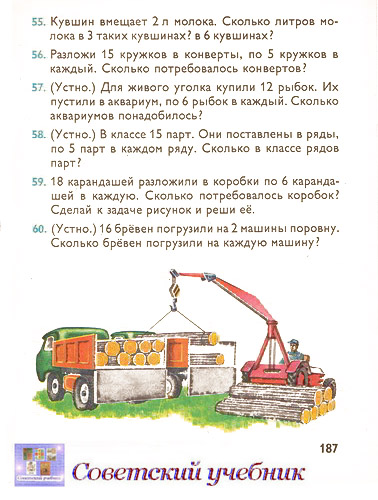 55. Кувшин вмещает 2 л молока. Сколько литров мо-
лока в 3 таких кувшинах? в 6 кувшинах?
56. Разложи 15 кружков в конверты, по 5 кружков в
каждый. Сколько потребовалось конвертов?
57. (Устно.) Для живого уголка купили 12 рыбок. Их
пустили в аквариум, по 6 рыбок в каждый. Сколько
аквариумов понадобилось?
58. (Устно.) В классе 15 парт. Они поставлены в ряды,
по 5 парт в каждом ряду. Сколько в классе рядов
парт?
59. 18 карандашей разложили в коробки по 6 каранда-
шей в каждую. Сколько потребовалось коробок?
Сделай к задаче рисунок и реши её.
60. (Устно.) 16 брёвен погрузили на 2 машины поровну.
Сколько брёвен погрузили на каждую машину?
187
Советский учебник